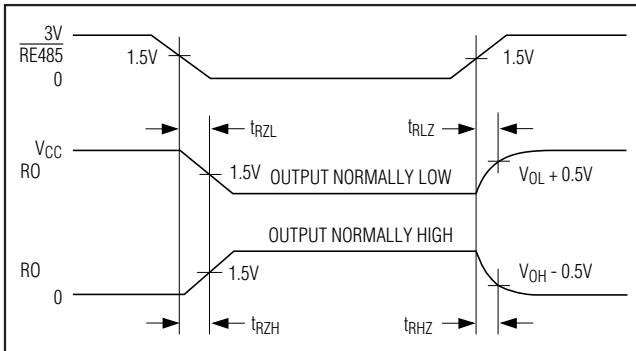 3V
RE485
0
1.5V
1.5V
tRZL
tRLZ
VCC
RO
1.5V
OUTPUT NORMALLY LOW
VOL + 0.5V
OUTPUT NORMALLY HIGH
RO
0
1.5V
VOH - 0.5V
tRZH
tRHZ